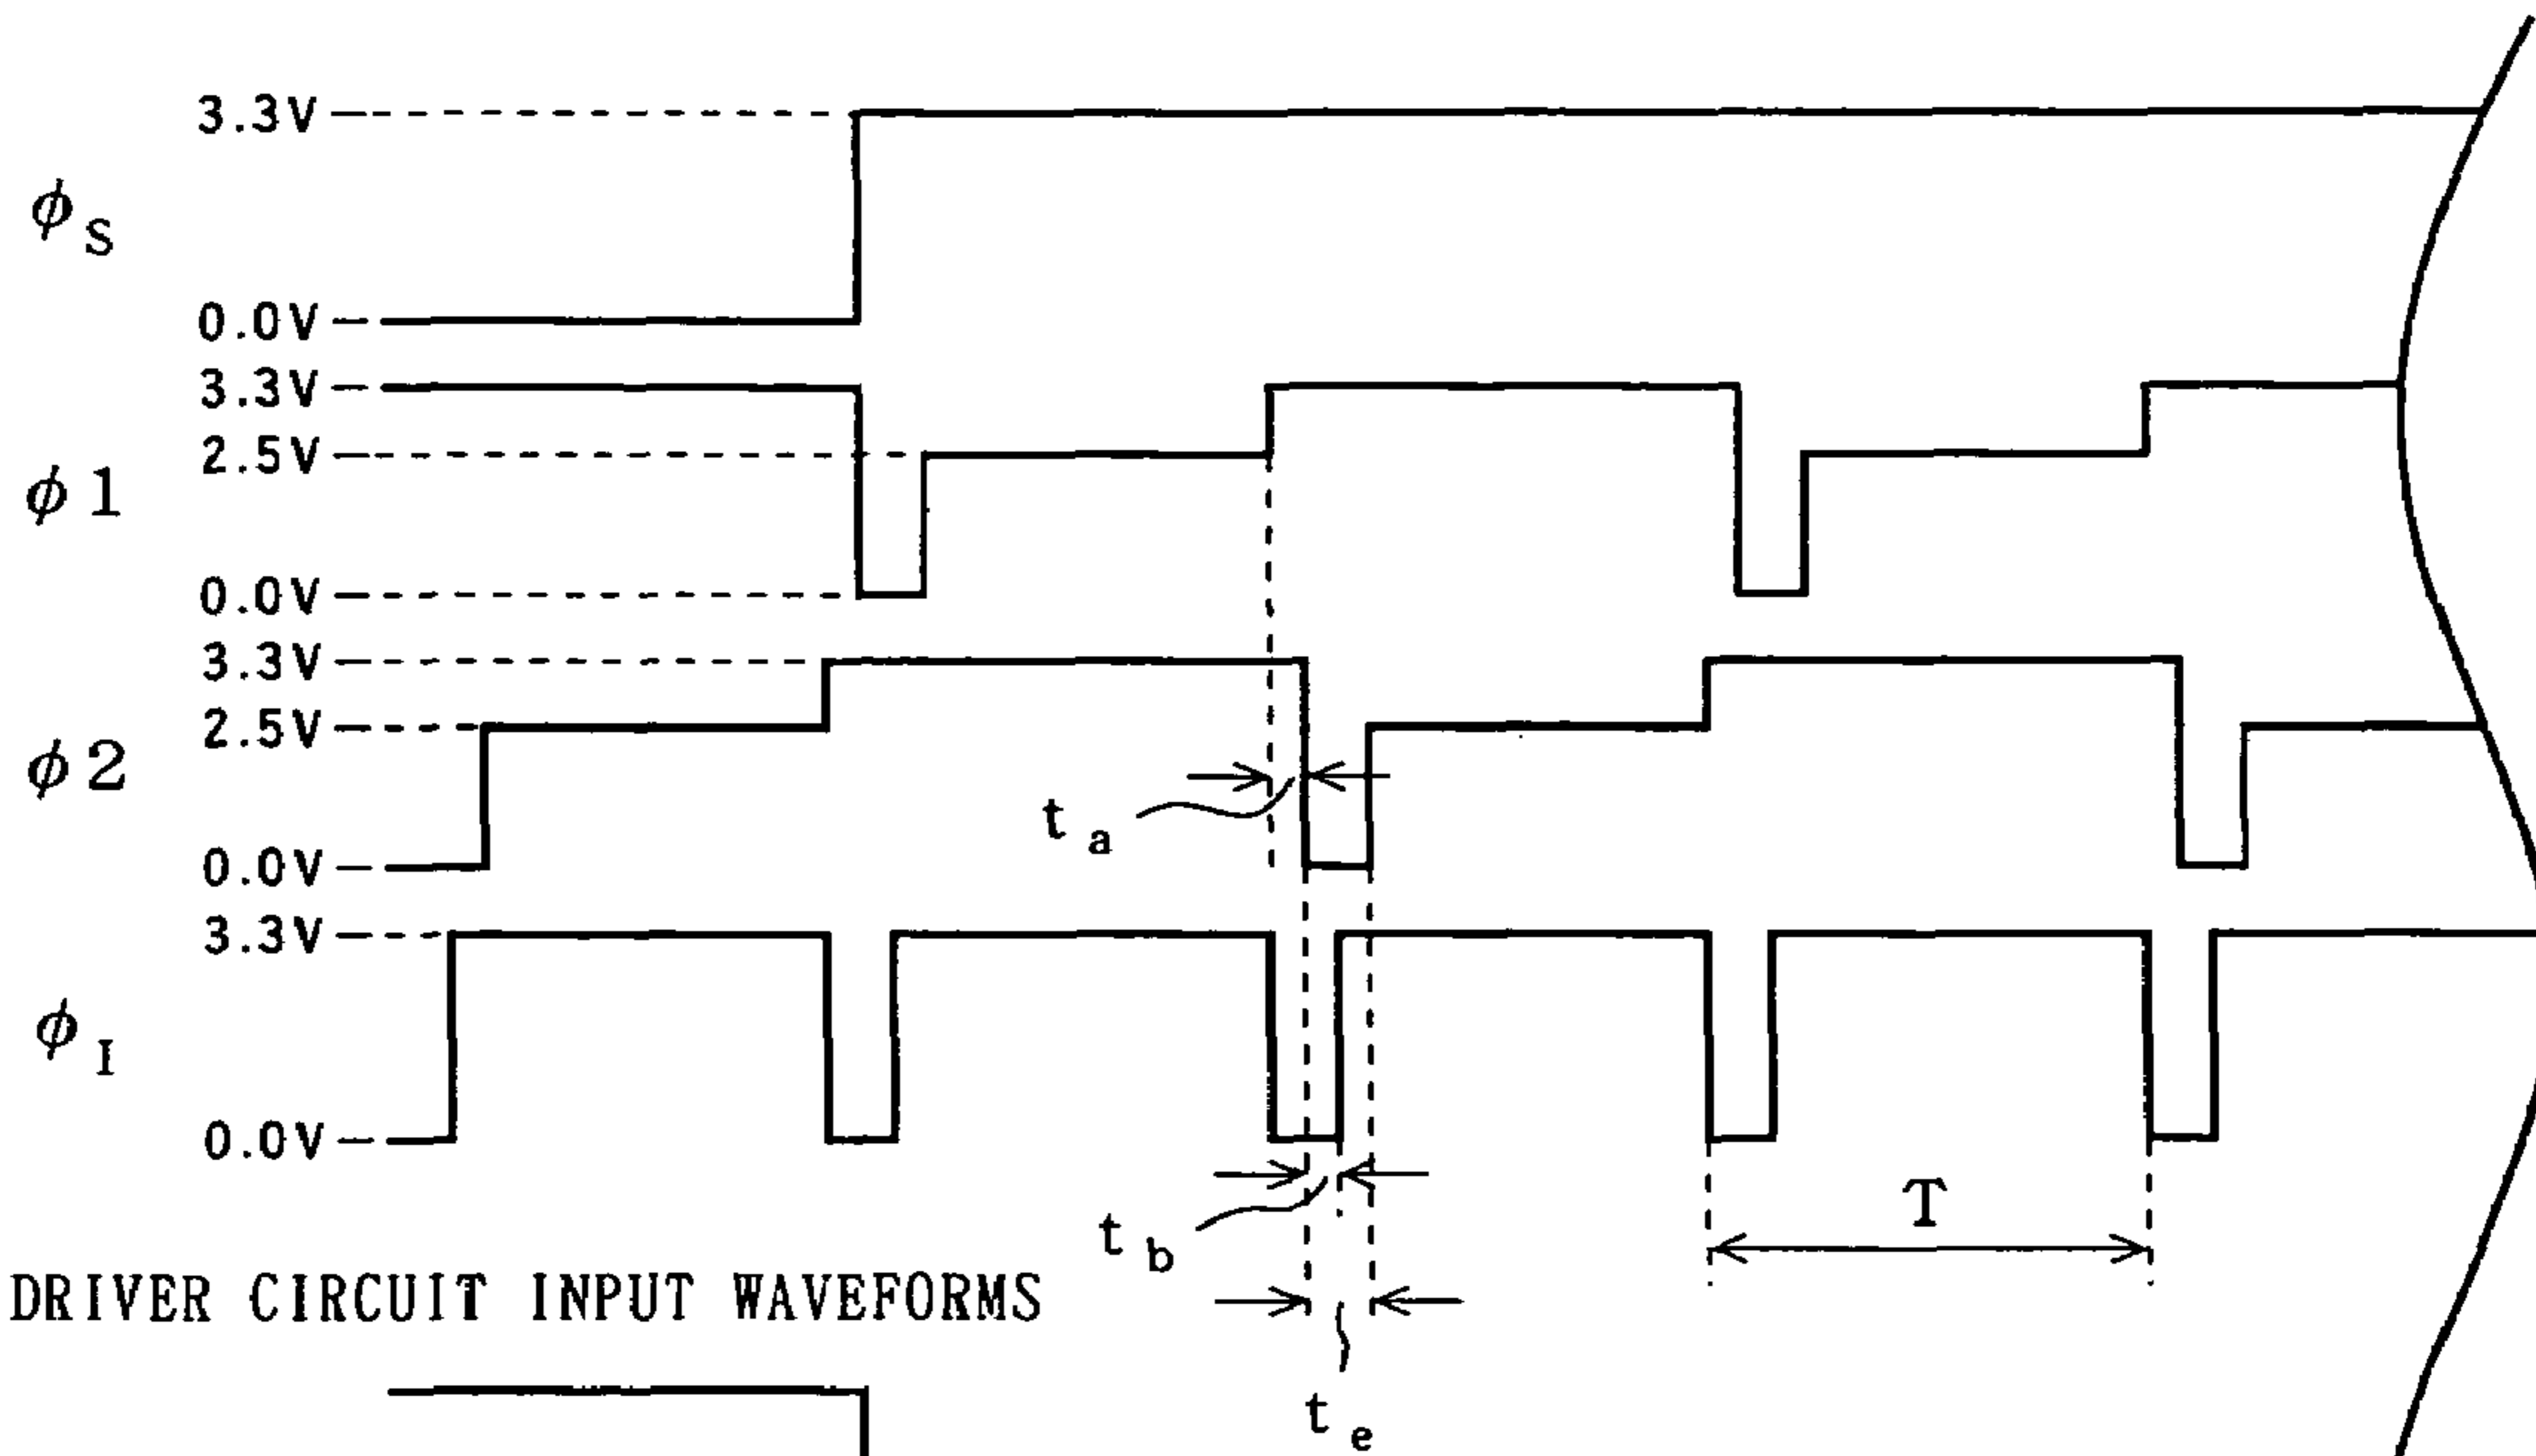 3.3V
ϕS
0.0V
3.3V
2.5V
ϕ1
0.0V
3.3V
2.5V
ϕ2
ta
0.0V
3.3V
ϕI
0.0V
tb
T
DRIVER CIRCUIT INPUT WAVEFORMS
te